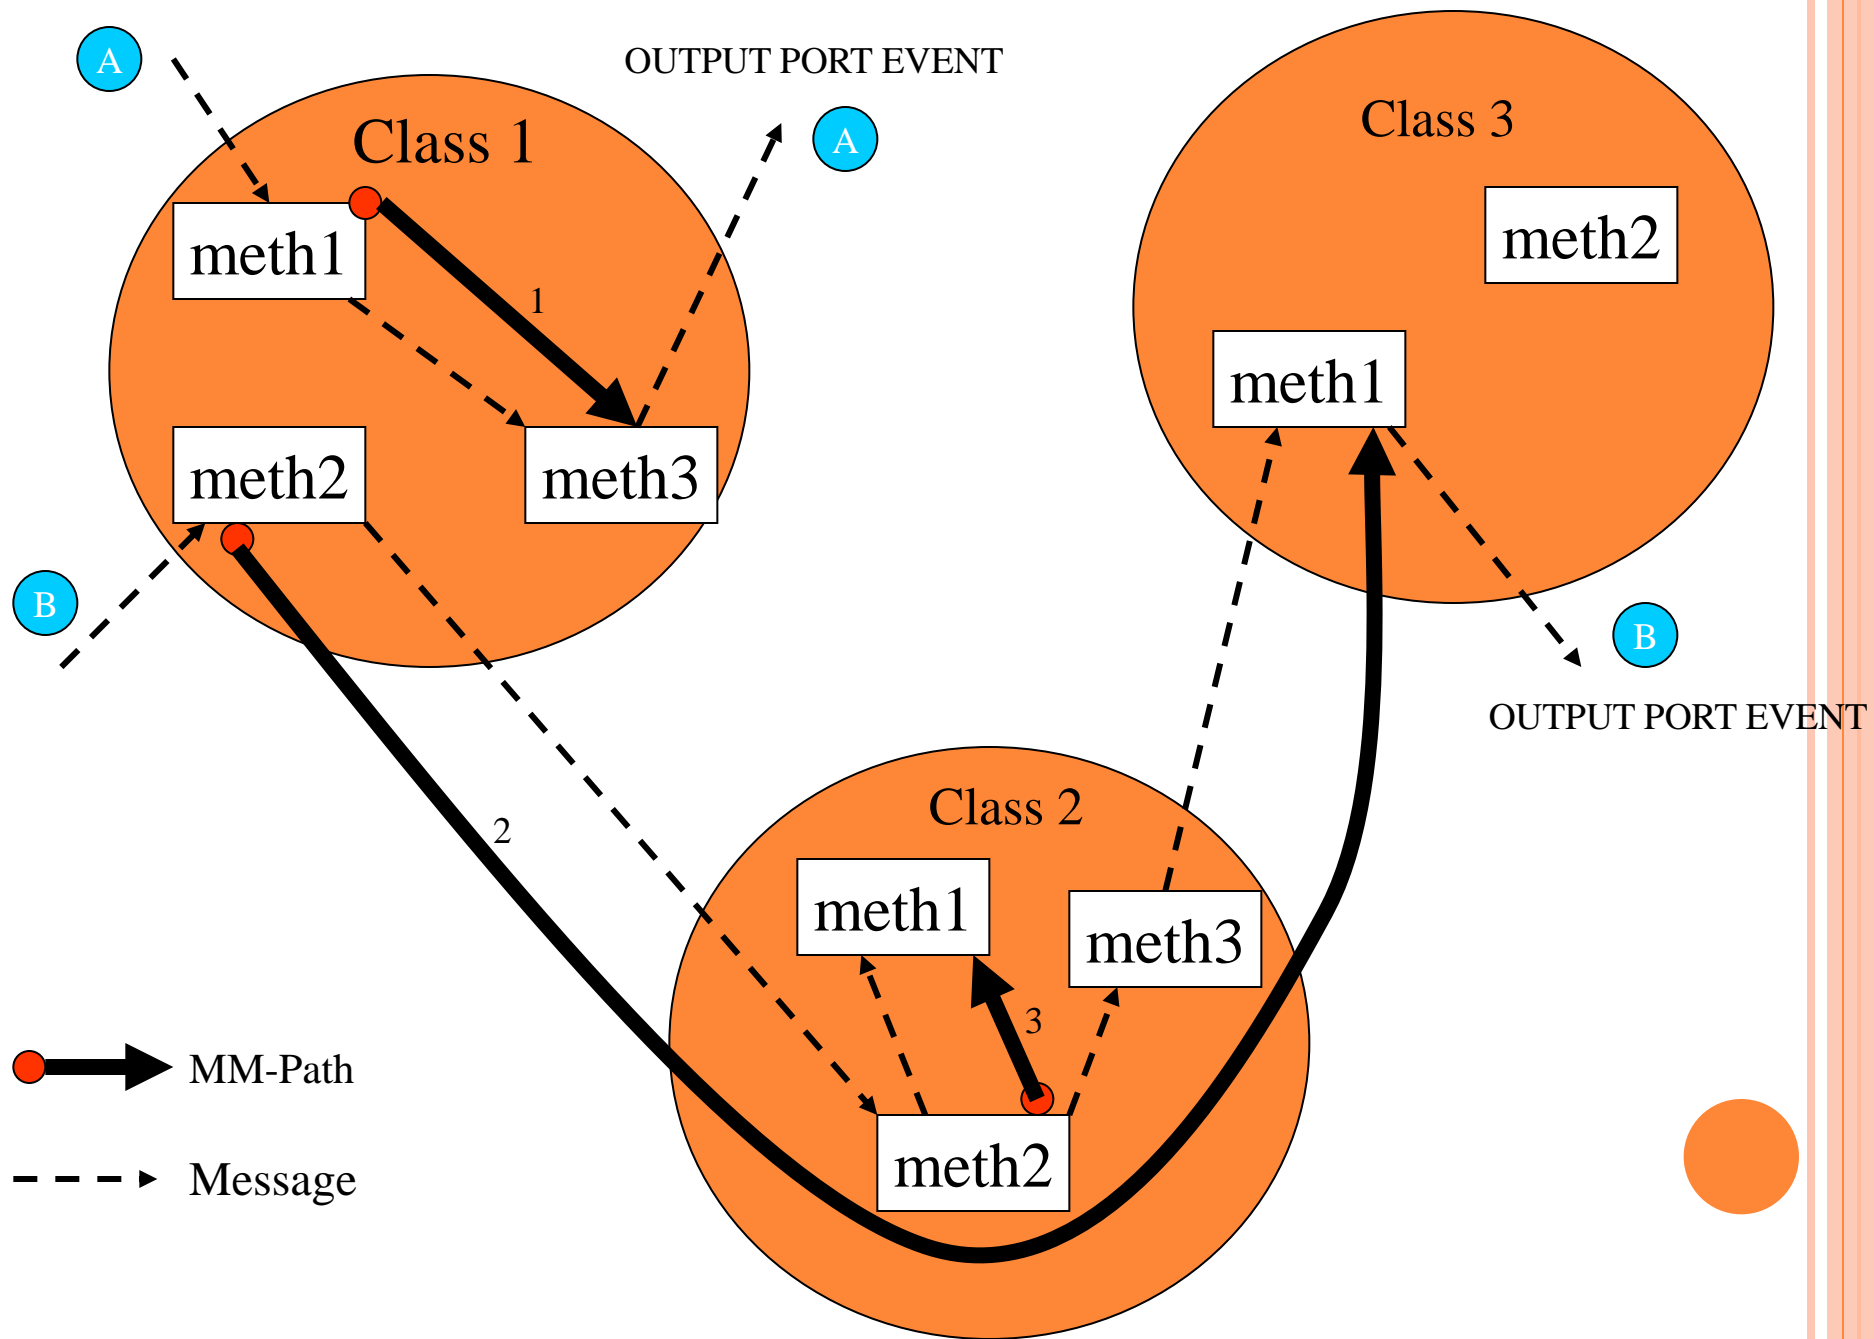 A
OUTPUT PORT EVENT
A
Class 1
Class 3
meth1
meth2
1
meth1
meth2
meth3
B
B
OUTPUT PORT EVENT
2
Class 2
meth1
meth3
3
MM-Path
meth2
Message